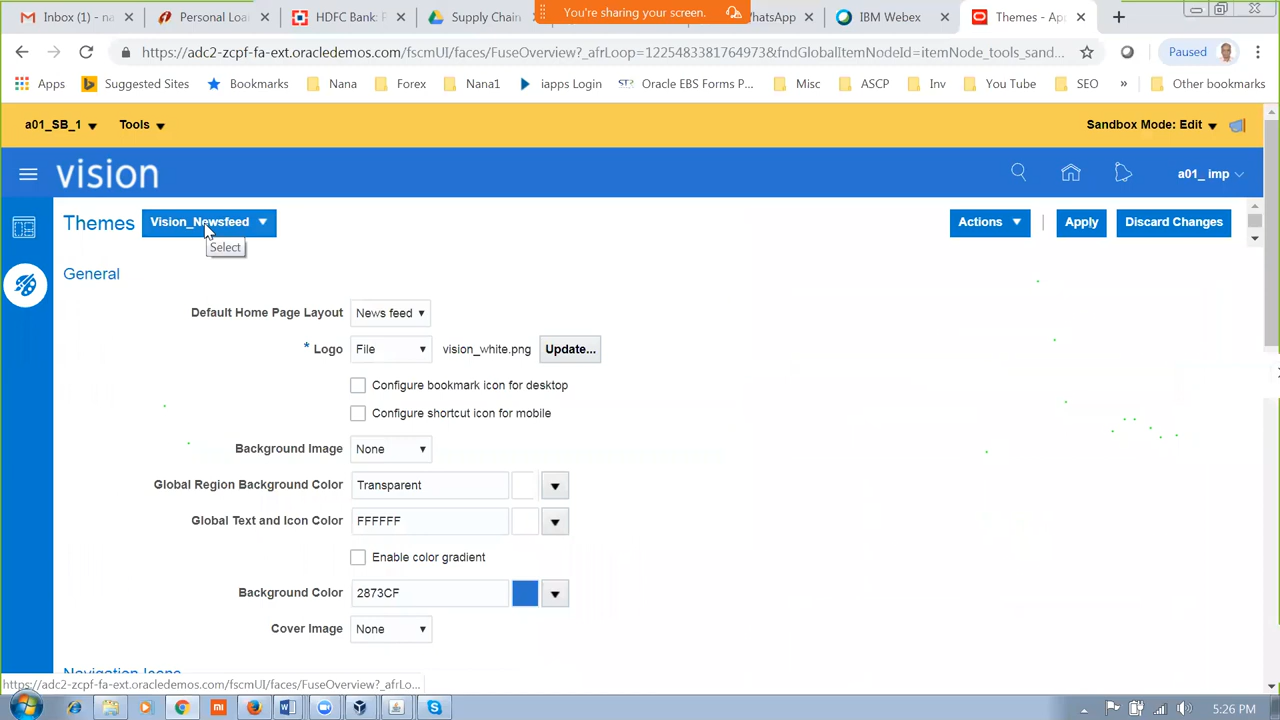 Inbox (1) - na
Personal Loa
HDFC Bank: F
Supply Chain
You're sharing your screen.
WhatsApp
IBM Webex
Themes - Ap
https://adc2-zcpf-fa-ext.oracledemos.com/fscmUI/faces/FuseOverview?_afrLoop=1225483381764973&fndGlobalItemNodeId=itemNode_tools_sand...
Paused
Apps
Suggested Sites
Bookmarks
Nana
Forex
Nana1
iapps Login
Oracle EBS Forms P...
Misc
ASCP
Inv
You Tube
SEO
»
Other bookmarks
a01_SB_1
Tools
Sandbox Mode: Edit
vision
a01_ imp
Themes
Vision_Newsfeed
Actions
Apply
Discard Changes
Select
General
Default Home Page Layout News feed
* Logo File vision_white.png Update...
Configure bookmark icon for desktop
Configure shortcut icon for mobile
Background Image None
Global Region Background Color Transparent
Global Text and Icon Color FFFFFF
Enable color gradient
Background Color 2873CF
Cover Image None
Navigation Icons
https://adc2-zcpf-fa-ext.oracledemos.com/fscmUI/faces/FuseOverview?_afrLo...
5:26 PM